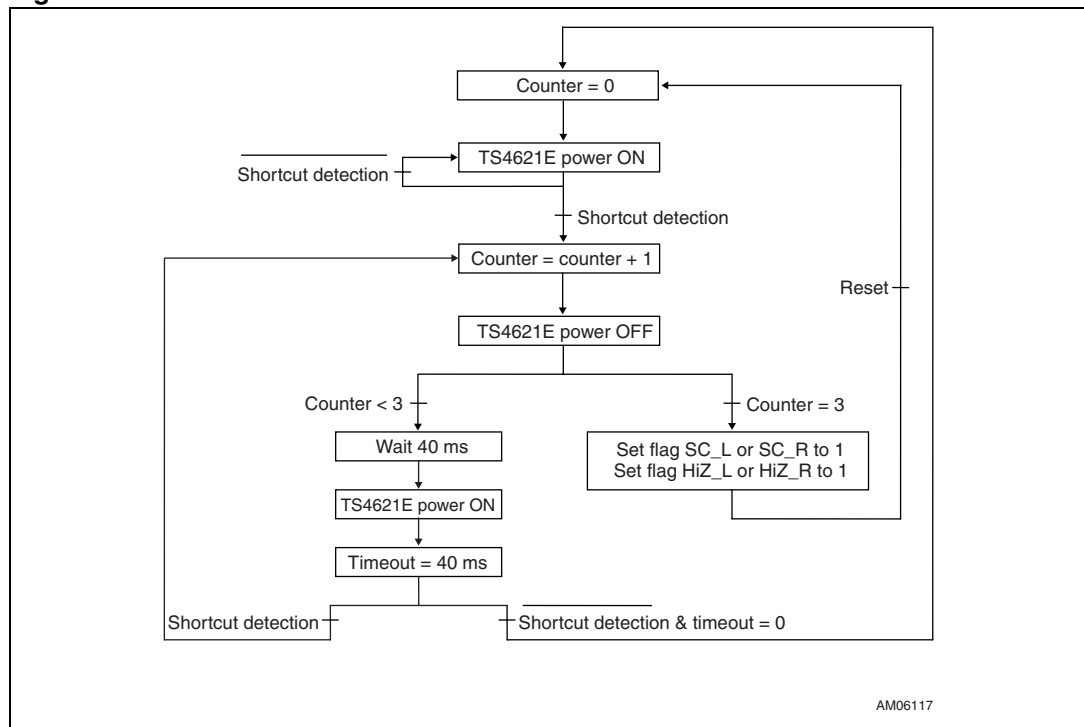 Counter = 0
TS4621E power ON
Shortcut detection
Shortcut detection
Counter = counter + 1
Reset
TS4621E power OFF
Counter < 3
Counter = 3
Wait 40 ms
Set flag SC_L or SC_R to 1
Set flag HiZ_L or HiZ_R to 1
TS4621E power ON
Timeout = 40 ms
Shortcut detection
Shortcut detection & timeout = 0
AM06117